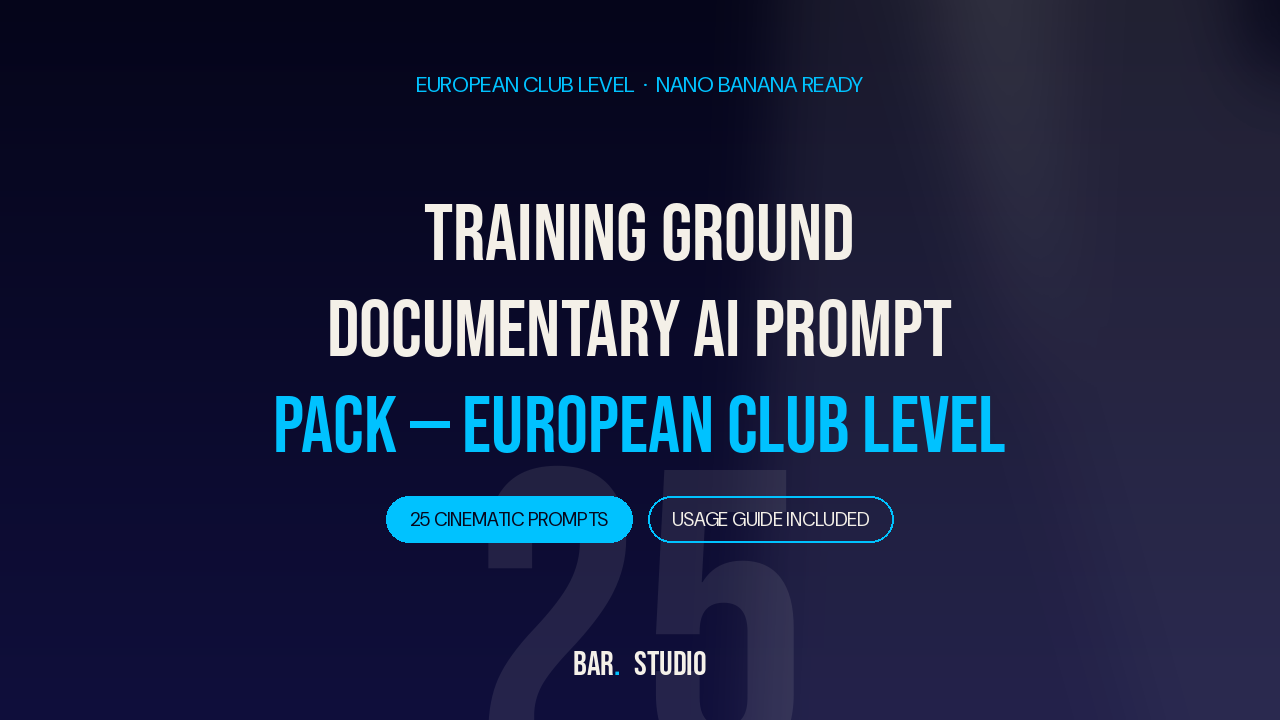 EUROPEAN CLUB LEVEL · NANO BANANA READY
TRAINING GROUND
DOCUMENTARY AI PROMPT
PACK — EUROPEAN CLUB LEVEL
25 CINEMATIC PROMPTS
USAGE GUIDE INCLUDED
25
BAR. STUDIO